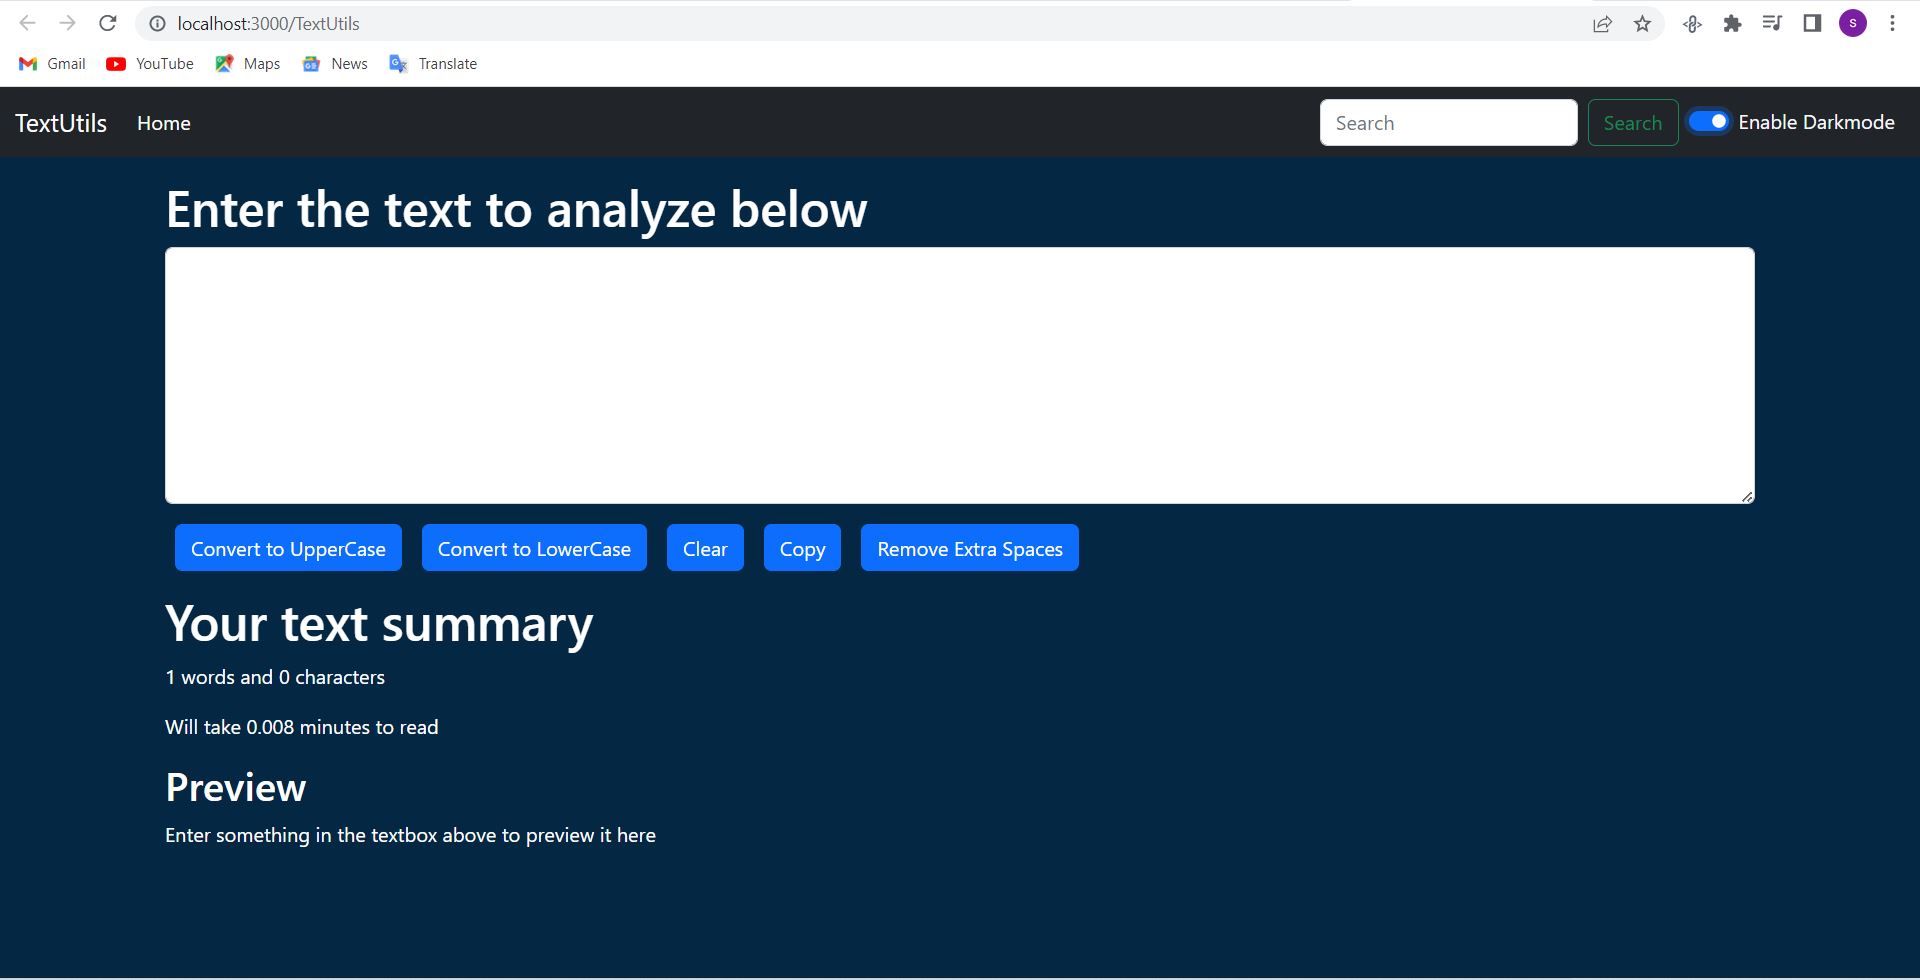 localhost:3000/TextUtils
S
Gmail YouTube Maps News Translate
TextUtils Home Search Search Enable Darkmode
Enter the text to analyze below
Convert to UpperCase Convert to LowerCase Clear Copy Remove Extra Spaces
Your text summary
1 words and 0 characters
Will take 0.008 minutes to read
Preview
Enter something in the textbox above to preview it here